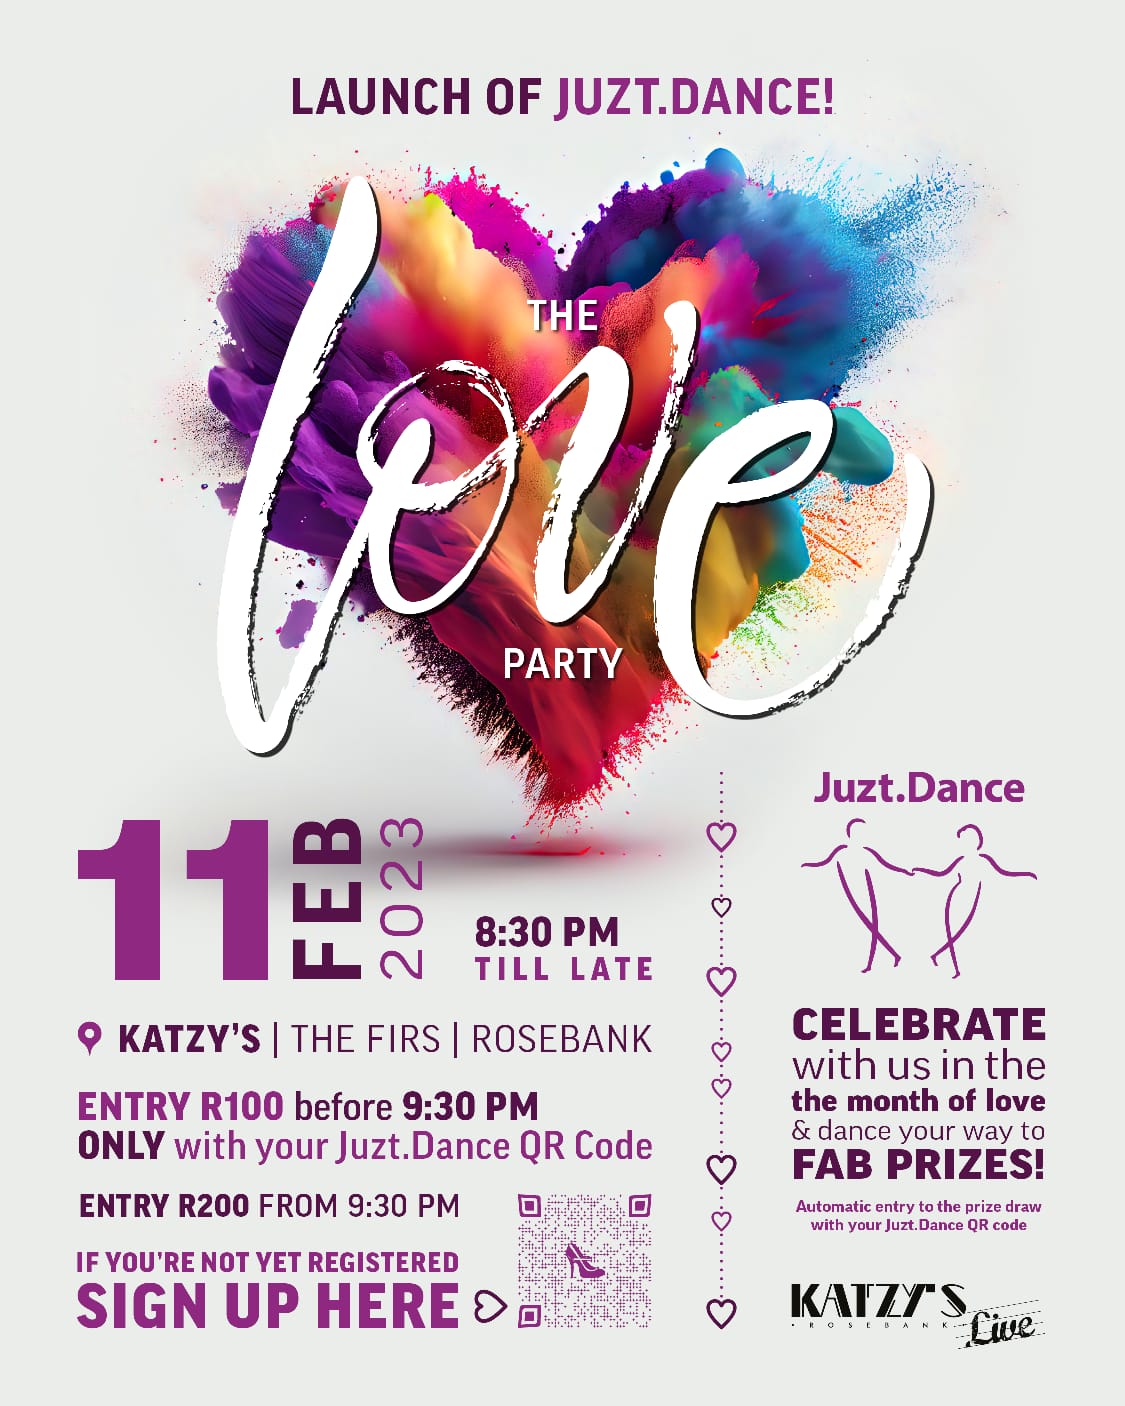 LAUNCH OF JUZT.DANCE!
THE
love
PARTY
11 FEB 2023
8:30 PM
TILL LATE
KATZY'S | THE FIRS | ROSEBANK
ENTRY R100 before 9:30 PM
ONLY with your Juzt.Dance QR Code
ENTRY R200 FROM 9:30 PM
IF YOU'RE NOT YET REGISTERED
SIGN UP HERE
Juzt.Dance
CELEBRATE
with us in the
the month of love
& dance your way to
FAB PRIZES!
Automatic entry to the prize draw
with your Juzt.Dance QR code
KATZY'S
ROSEBANK
Live